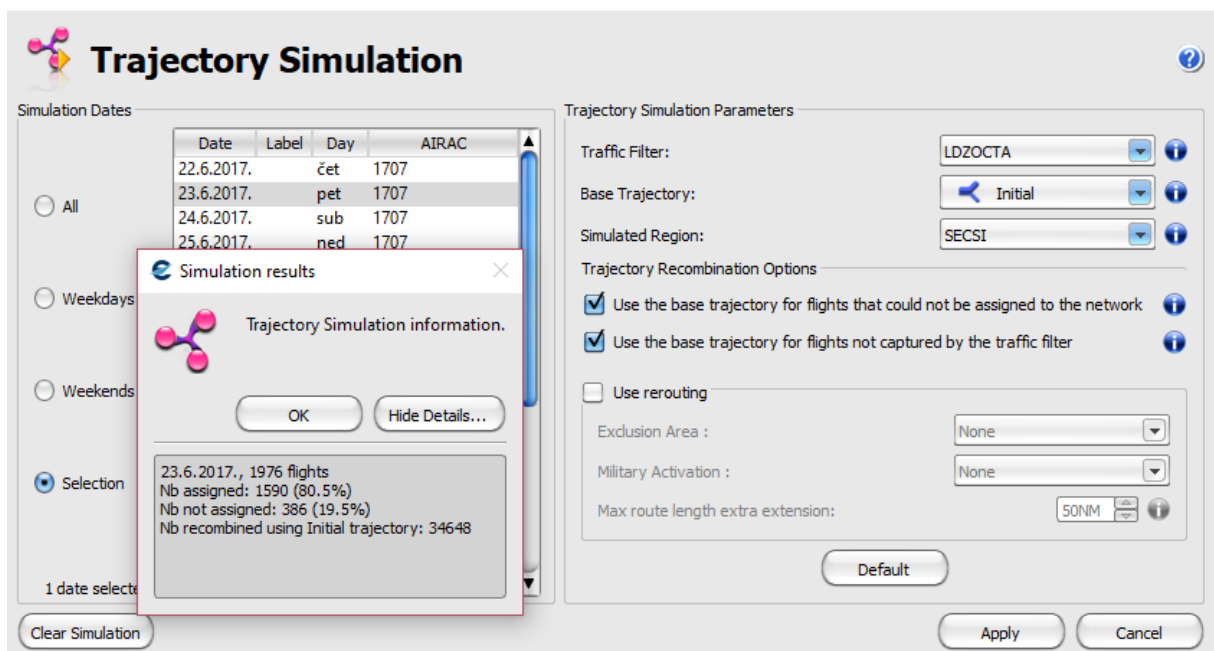 Trajectory Simulation
Simulation Dates
Date Label Day AIRAC
22.6.2017. čet 1707
23.6.2017. pet 1707
24.6.2017. sub 1707
25.6.2017. ned 1707
All
Weekdays
Weekends
Selection
1 date selecte
Clear Simulation
Simulation results
Trajectory Simulation information.
OK
Hide Details...
23.6.2017., 1976 flights
Nb assigned: 1590 (80.5%)
Nb not assigned: 386 (19.5%)
Nb recombined using Initial trajectory: 34648
Trajectory Simulation Parameters
Traffic Filter: LDZOCTA
Base Trajectory: Initial
Simulated Region: SECSI
Trajectory Recombination Options
Use the base trajectory for flights that could not be assigned to the network
Use the base trajectory for flights not captured by the traffic filter
Use rerouting
Exclusion Area : None
Military Activation : None
Max route length extra extension: 50NM
Default
Apply
Cancel